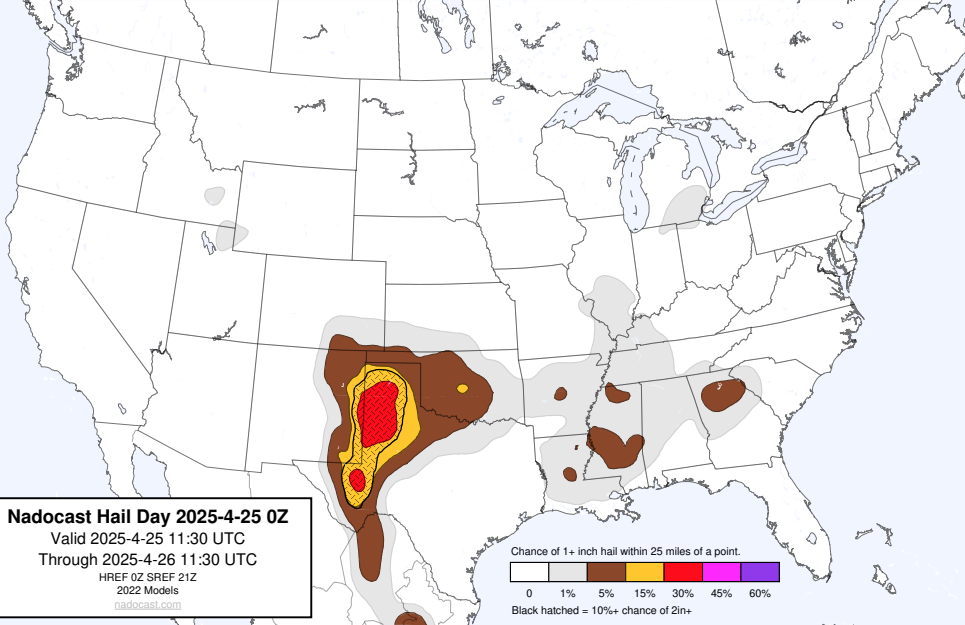 Nadocast Hail Day 2025-4-25 0Z
Valid 2025-4-25 11:30 UTC
Through 2025-4-26 11:30 UTC
HREF 0Z SREF 21Z
2022 Models
nadocast.com
Chance of 1+ inch hail within 25 miles of a point.
0 1% 5% 15% 30% 45% 60%
Black hatched = 10%+ chance of 2in+